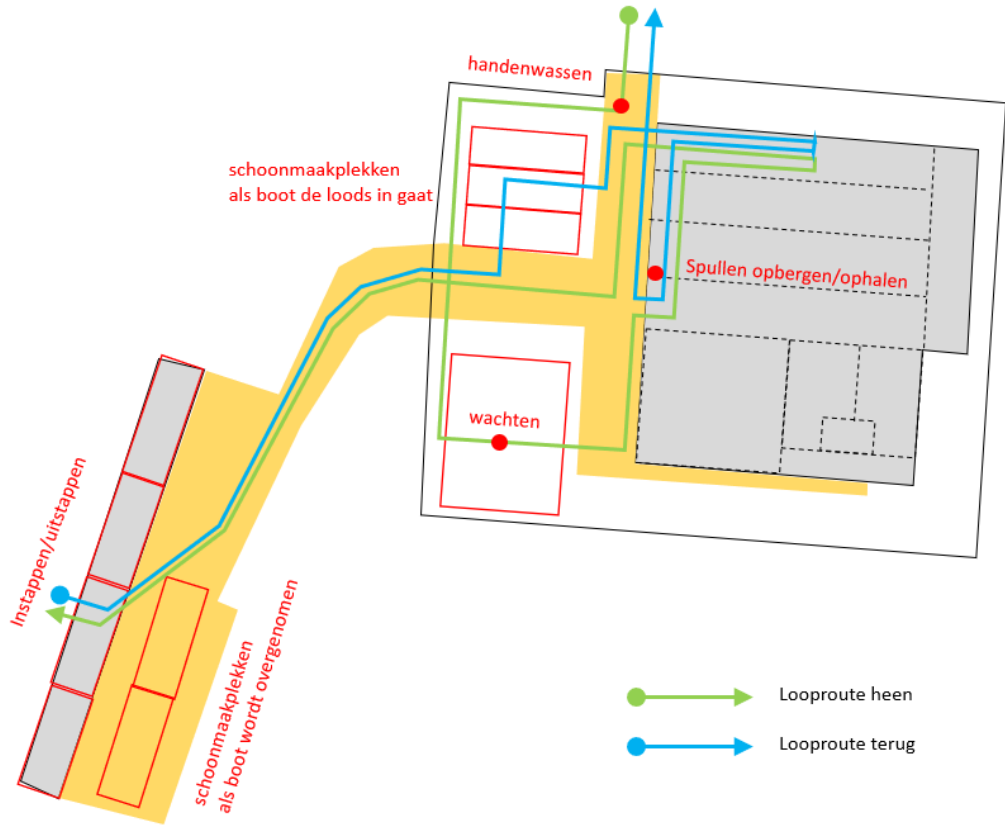 handenwassen
schoonmaakplekken
als boot de loods in gaat
Spullen opbergen/ophalen
wachten
Instappen/uitstappen
schoonmaakplekken
als boot wordt overgenomen
Looproute heen
Looproute terug